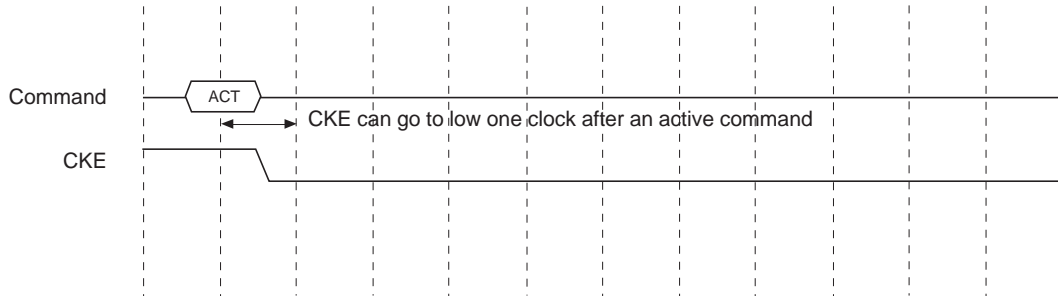 Command
ACT
CKE can go to low one clock after an active command
CKE